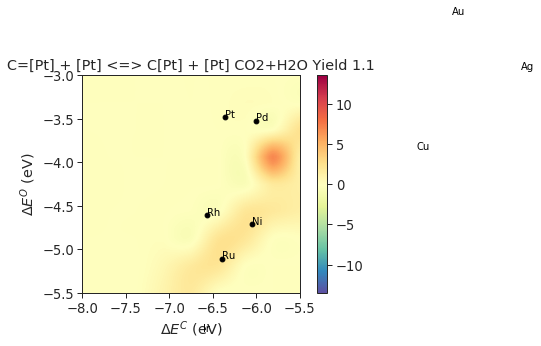 Au
C=[Pt] + [Pt] <=> C[Pt] + [Pt] CO2+H2O Yield 1.1
Ag
−3.0
−3.5
−4.0
−4.5
−5.0
−5.5
ΔE^O (eV)
Pt
Pd
Rh
Ni
Ru
Cu
10
5
0
−5
−10
−8.0 −7.5 −7.0 −6.5 −6.0 −5.5
ΔE^C (eV)
Ir